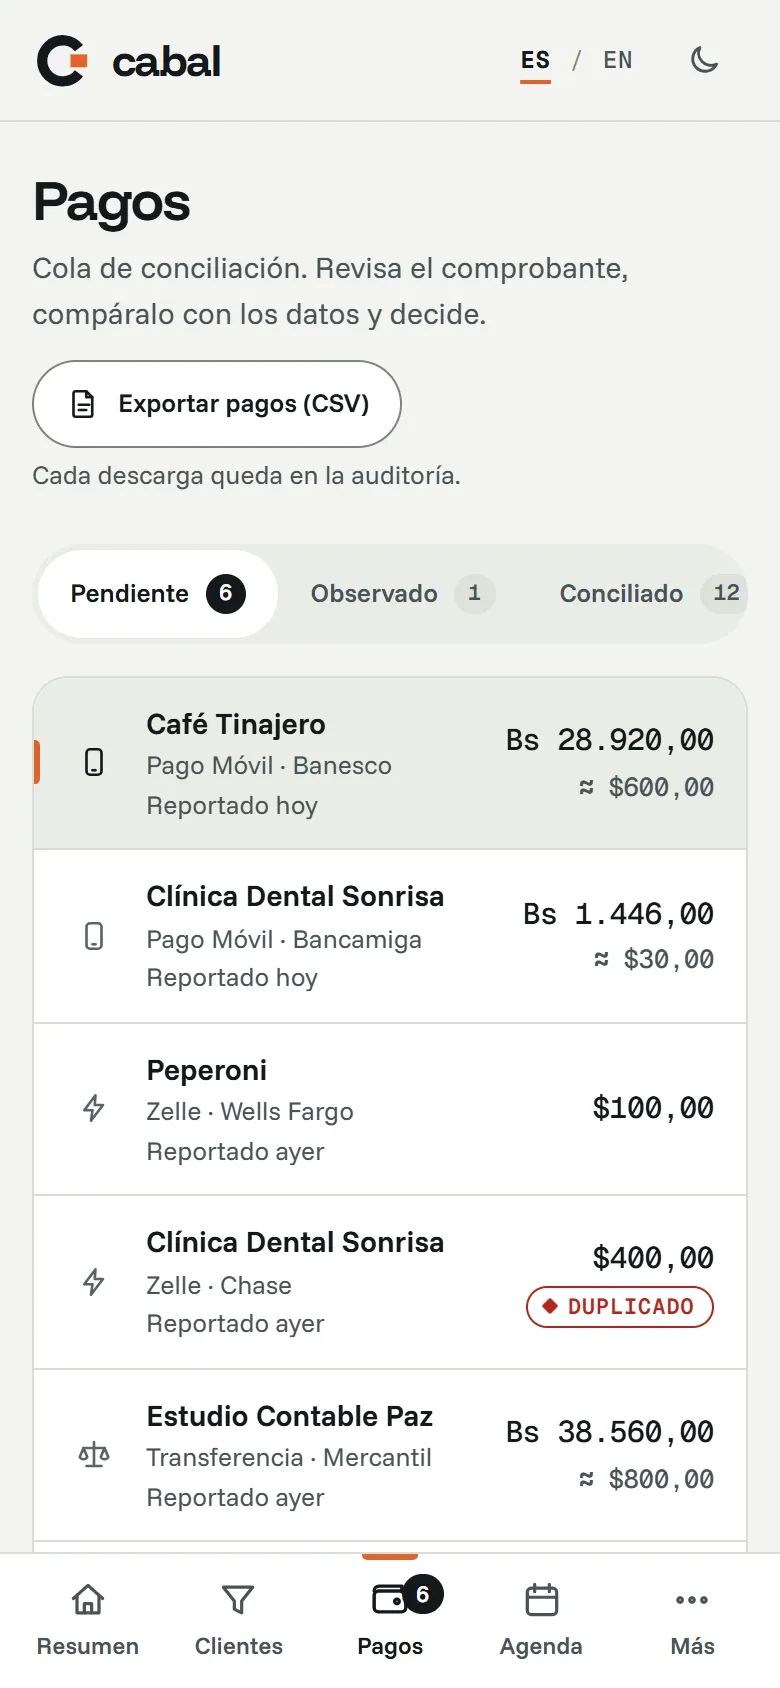 cabal
ES / EN
Pagos
Cola de conciliación. Revisa el comprobante,
compáralo con los datos y decide.
Exportar pagos (CSV)
Cada descarga queda en la auditoría.
Pendiente 6 Observado 1 Conciliado 12
Café Tinajero
Bs 28.920,00
Pago Móvil · Banesco
≈ $600,00
Reportado hoy
Clínica Dental Sonrisa
Bs 1.446,00
Pago Móvil · Bancamiga
≈ $30,00
Reportado hoy
Peperoni
$100,00
Zelle · Wells Fargo
Reportado ayer
Clínica Dental Sonrisa
$400,00
Zelle · Chase
DUPLICADO
Reportado ayer
Estudio Contable Paz
Bs 38.560,00
Transferencia · Mercantil
≈ $800,00
Reportado ayer
6
Resumen Clientes Pagos Agenda Más